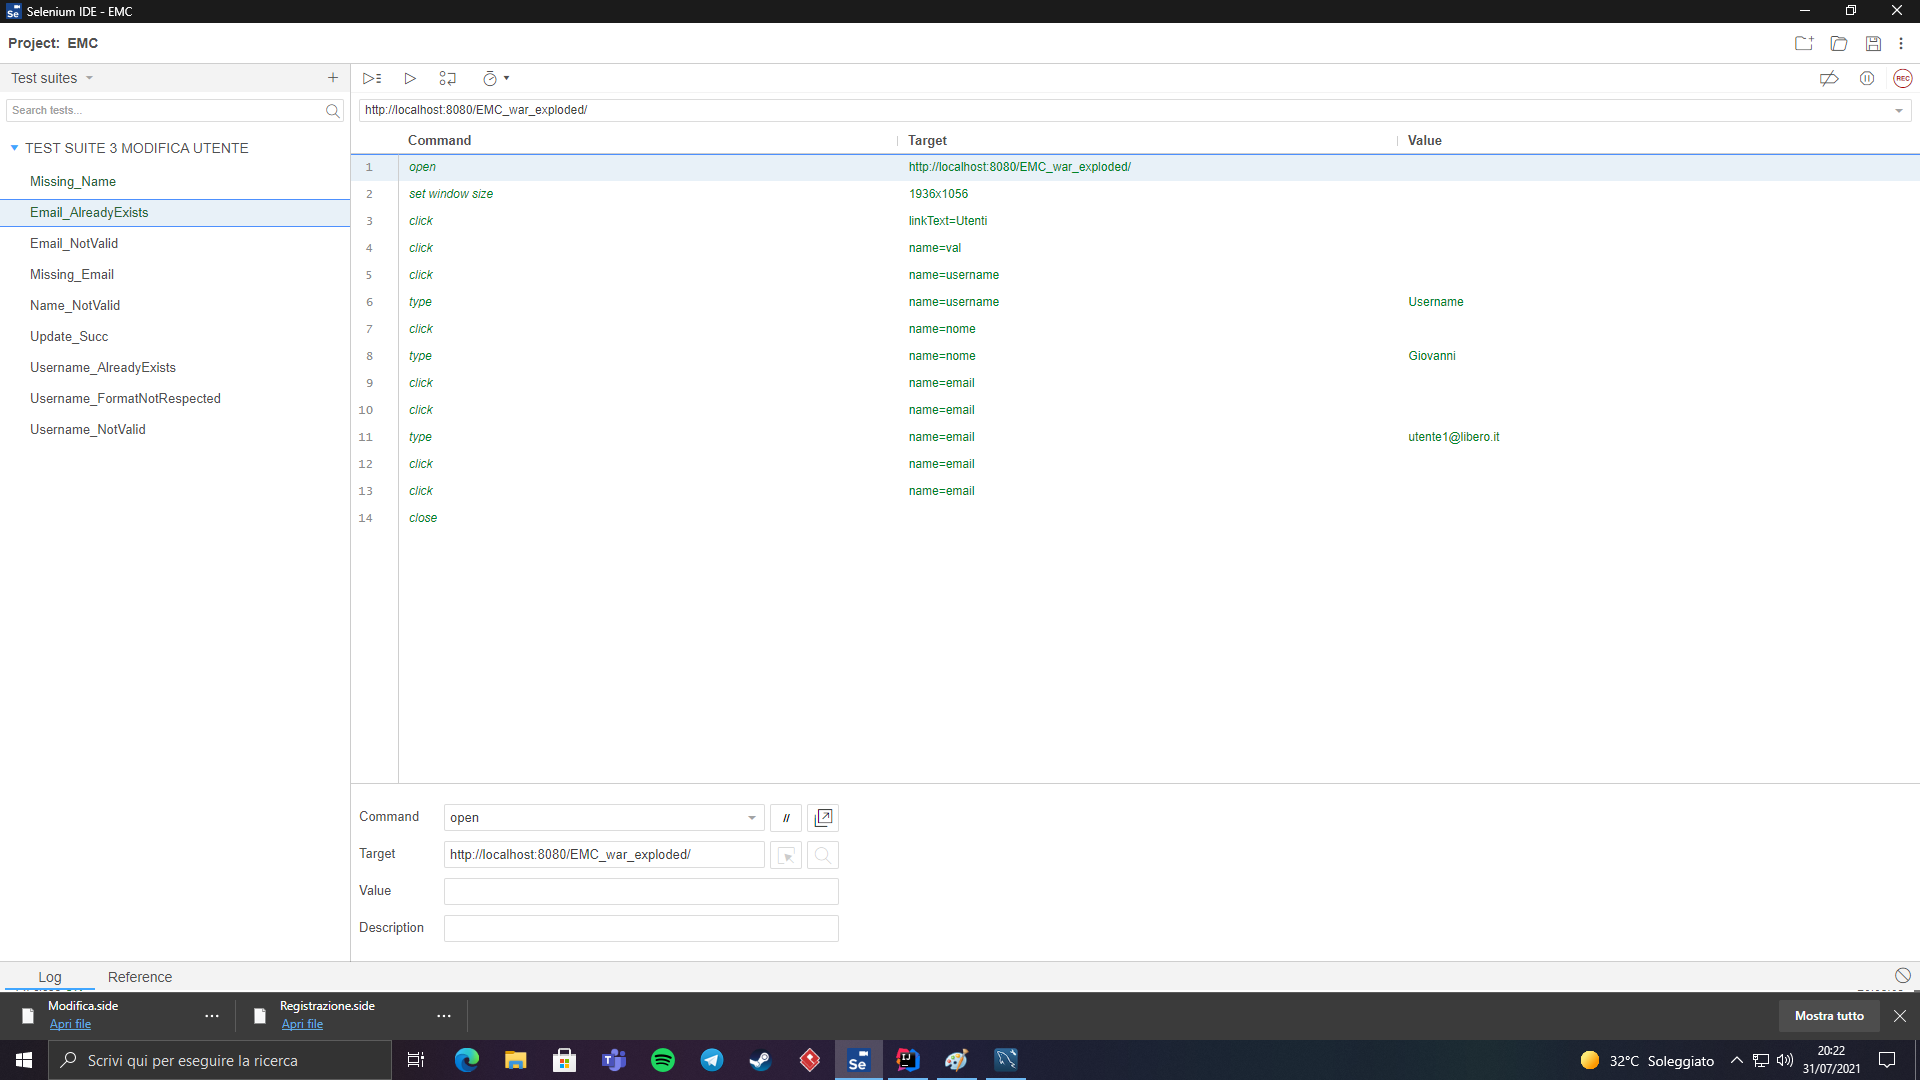 Selenium IDE - EMC
Project: EMC
Test suites
Search tests...
TEST SUITE 3 MODIFICA UTENTE
Missing_Name
Email_AlreadyExists
Email_NotValid
Missing_Email
Name_NotValid
Update_Succ
Username_AlreadyExists
Username_FormatNotRespected
Username_NotValid
REC
http://localhost:8080/EMC_war_exploded/
Command Target Value
1 open http://localhost:8080/EMC_war_exploded/
2 set window size 1936x1056
3 click linkText=Utenti
4 click name=val
5 click name=username
6 type name=username Username
7 click name=nome
8 type name=nome Giovanni
9 click name=email
10 click name=email
11 type name=email utente1@libero.it
12 click name=email
13 click name=email
14 close
Command open //
Target http://localhost:8080/EMC_war_exploded/
Value
Description
Log Reference
Modifica.side
Apri file
Registrazione.side
Apri file
Mostra tutto
Scrivi qui per eseguire la ricerca
Se
32°C Soleggiato
20:22
31/07/2021